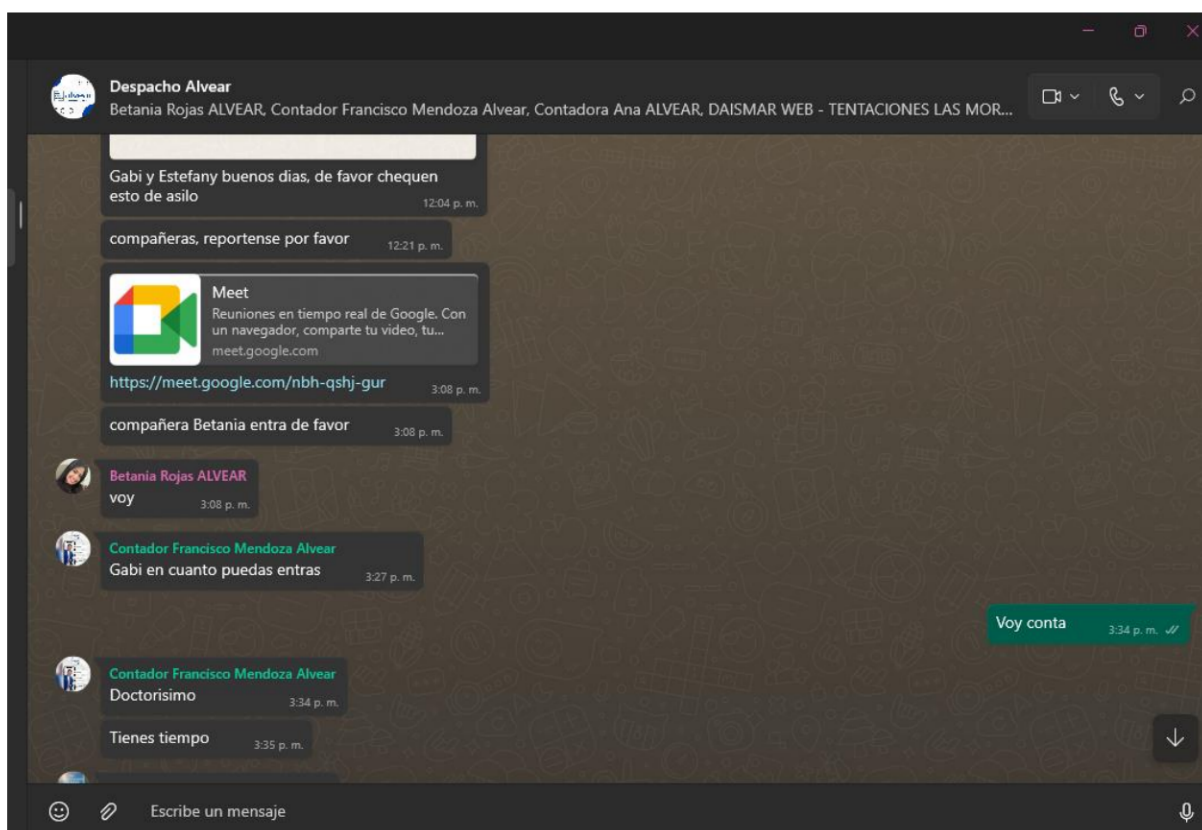 Despacho Alvear
Betania Rojas ALVEAR, Contador Francisco Mendoza Alvear, Contadora Ana ALVEAR, DAISMAR WEB - TENTACIONES LAS MOR...
Gabi y Estefany buenos dias, de favor chequen
esto de asilo
12:04 p. m.
compañeras, reportense por favor
12:21 p. m.
Meet
Reuniones en tiempo real de Google. Con
un navegador, comparte tu video, tu...
meet.google.com
https://meet.google.com/nbh-qshj-gur
3:08 p. m.
compañera Betania entra de favor
3:08 p. m.
Betania Rojas ALVEAR
voy
3:08 p. m.
Contador Francisco Mendoza Alvear
Gabi en cuanto puedas entras
3:27 p. m.
Voy conta
3:34 p. m.
Contador Francisco Mendoza Alvear
Doctorisimo
3:34 p. m.
Tienes tiempo
3:35 p. m.
Escribe un mensaje